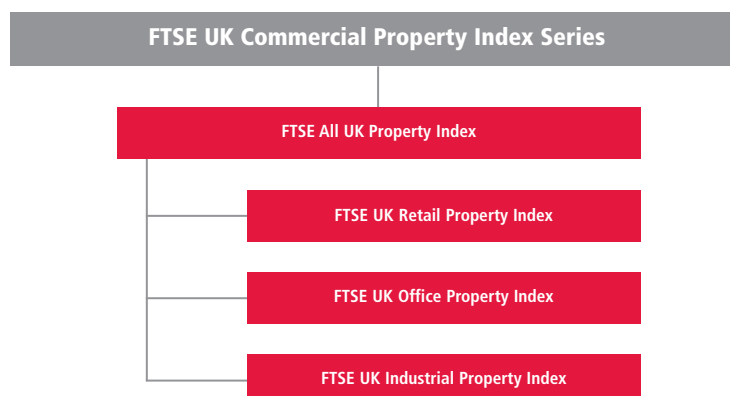 FTSE UK Commercial Property Index Series
FTSE All UK Property Index
FTSE UK Retail Property Index
FTSE UK Office Property Index
FTSE UK Industrial Property Index